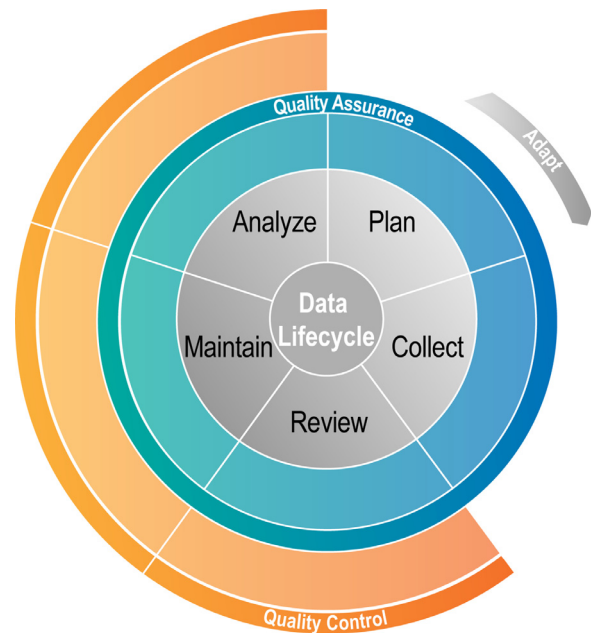 Quality Assurance
Adapt
Analyze
Plan
Data
Lifecycle
Maintain
Collect
Review
Quality Control